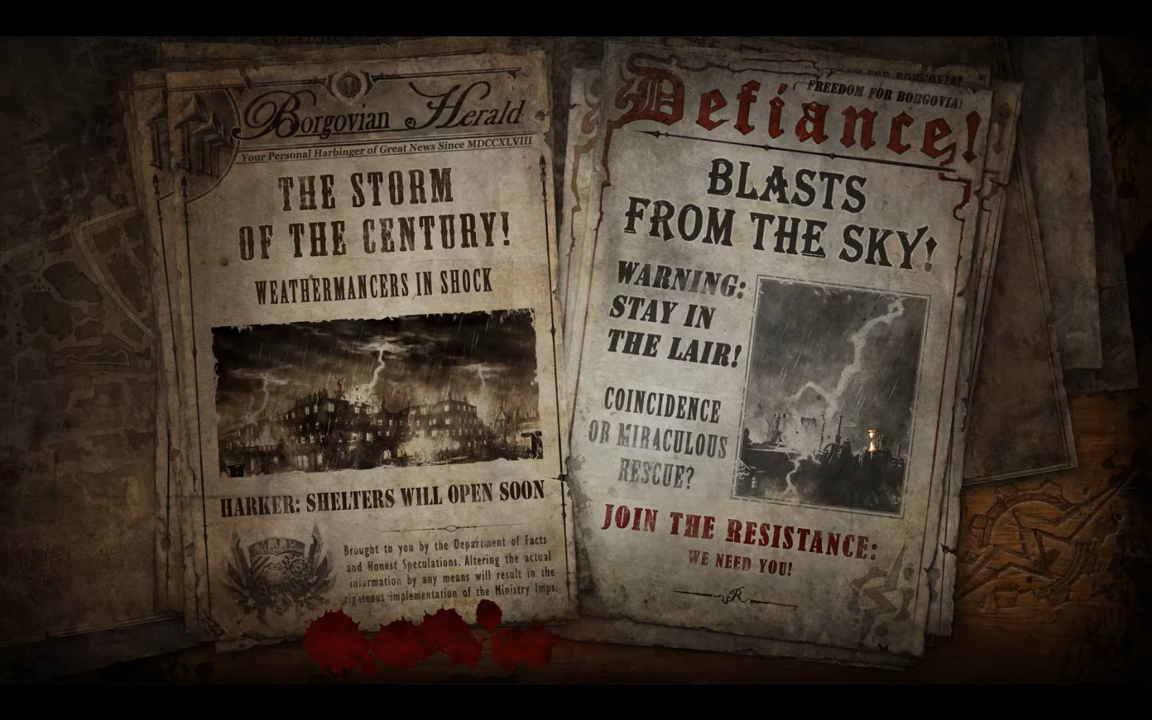 Borgovian Herald
Your Personal Harbinger of Great News Since MDCCXLVIII
THE STORM
OF THE CENTURY!
WEATHERMANCERS IN SHOCK
HARKER: SHELTERS WILL OPEN SOON
Brought to you by the Department of Facts
and Honest Speculations. Altering the actual
information by any means will result in the
righteous implementation of the Ministry Imps.
FREEDOM FOR BORGOVIA!
Defiance!
BLASTS
FROM THE SKY!
WARNING:
STAY IN
THE LAIR!
COINCIDENCE
OR MIRACULOUS
RESCUE?
JOIN THE RESISTANCE:
WE NEED YOU!
R